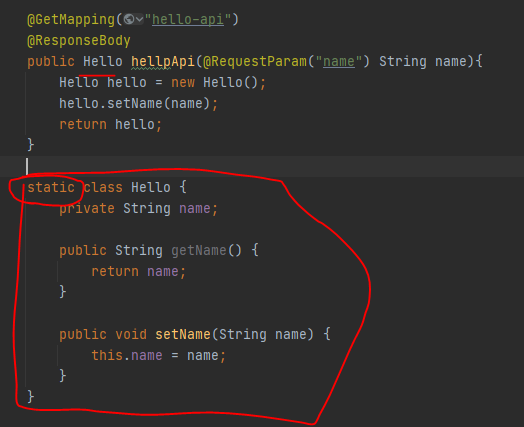 @GetMapping("hello-api")
@ResponseBody
public Hello hellpApi(@RequestParam("name") String name){
Hello hello = new Hello();
hello.setName(name);
return hello;
}
static class Hello {
private String name;
public String getName() {
return name;
}
public void setName(String name) {
this.name = name;
}
}